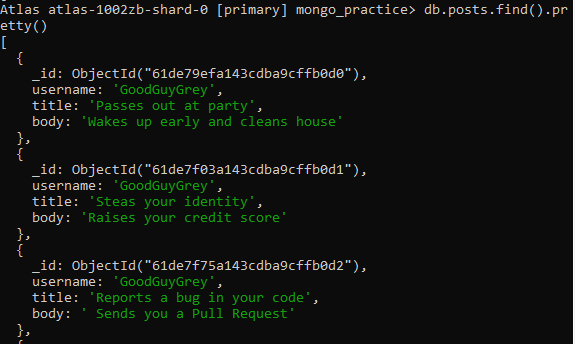 Atlas atlas-1002zb-shard-0 [primary] mongo_practice> db.posts.find().pr
etty()
[
  {
    _id: ObjectId("61de79efa143cdba9cffb0d0"),
    username: 'GoodGuyGrey',
    title: 'Passes out at party',
    body: 'Wakes up early and cleans house'
  },
  {
    _id: ObjectId("61de7f03a143cdba9cffb0d1"),
    username: 'GoodGuyGrey',
    title: 'Steas your identity',
    body: 'Raises your credit score'
  },
  {
    _id: ObjectId("61de7f75a143cdba9cffb0d2"),
    username: 'GoodGuyGrey',
    title: 'Reports a bug in your code',
    body: ' Sends you a Pull Request'
  },
  {